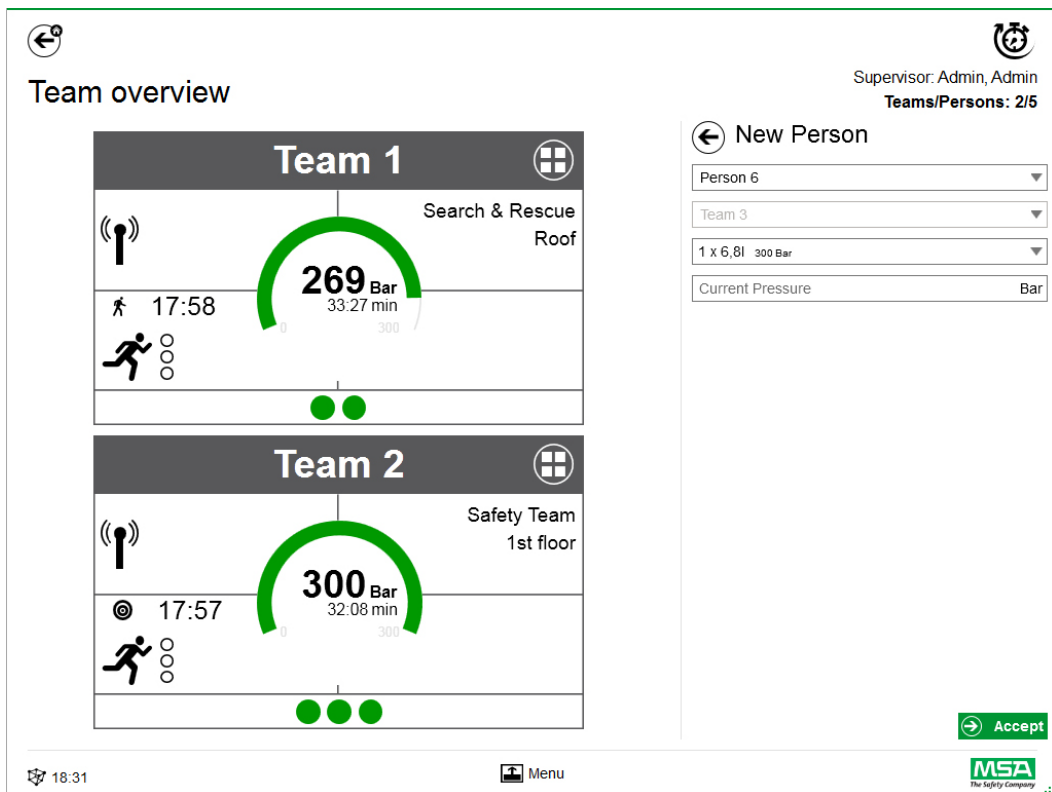 Team overview
Supervisor: Admin, Admin
Teams/Persons: 2/5
Team 1
Search & Rescue
Roof
269 Bar
33:27 min
0 300
17:58
Team 2
Safety Team
1st floor
300 Bar
32:08 min
0 300
17:57
New Person
Person 6
Team 3
1 x 6,8l 300 Bar
Current Pressure Bar
Accept
18:31
Menu
MSA
The Safety Company